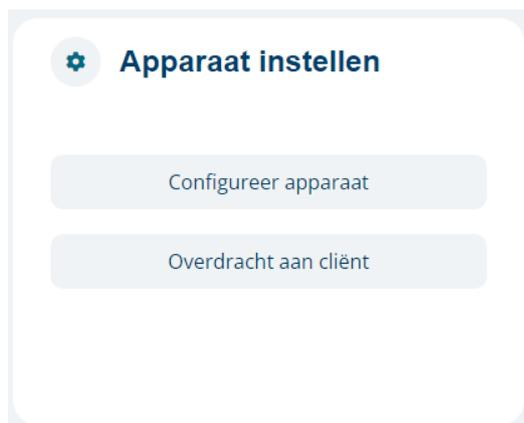 Apparaat instellen
Configureer apparaat
Overdracht aan cliënt